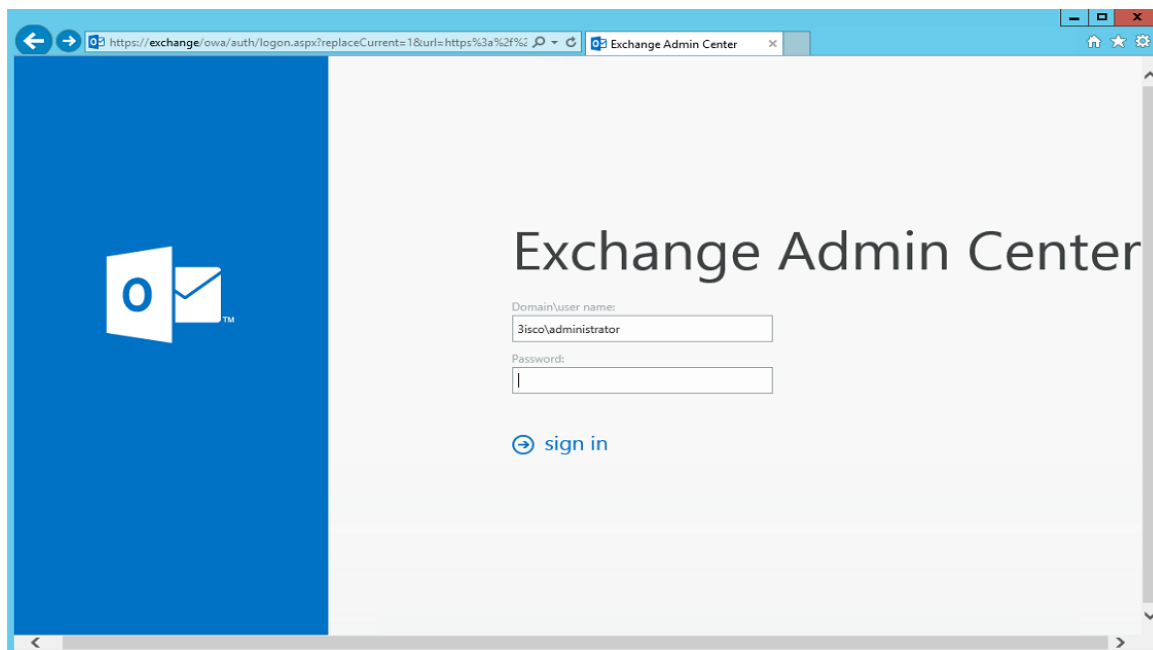 https://exchange/owa/auth/logon.aspx?replaceCurrent=1&url=https%3a%2f%2
Exchange Admin Center
O
TM
Exchange Admin Center
Domain\user name:
3isco\administrator
Password:
sign in